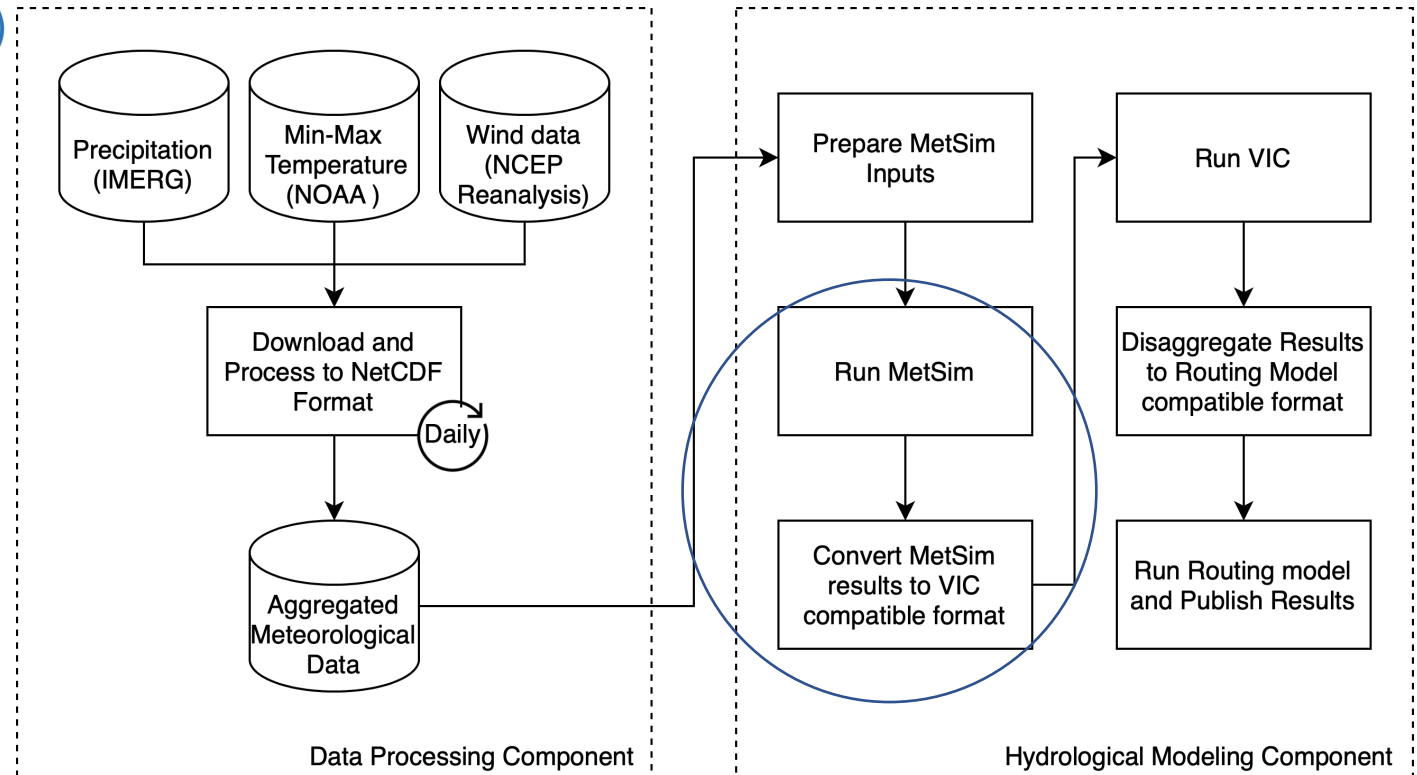 Precipitation
(IMERG)
Min-Max
Temperature
(NOAA )
Wind data
(NCEP
Reanalysis)
Download and
Process to NetCDF
Format
Daily
Aggregated
Meteorological
Data
Data Processing Component
Prepare MetSim
Inputs
Run MetSim
Convert MetSim
results to VIC
compatible format
Run VIC
Disaggregate Results
to Routing Model
compatible format
Run Routing model
and Publish Results
Hydrological Modeling Component